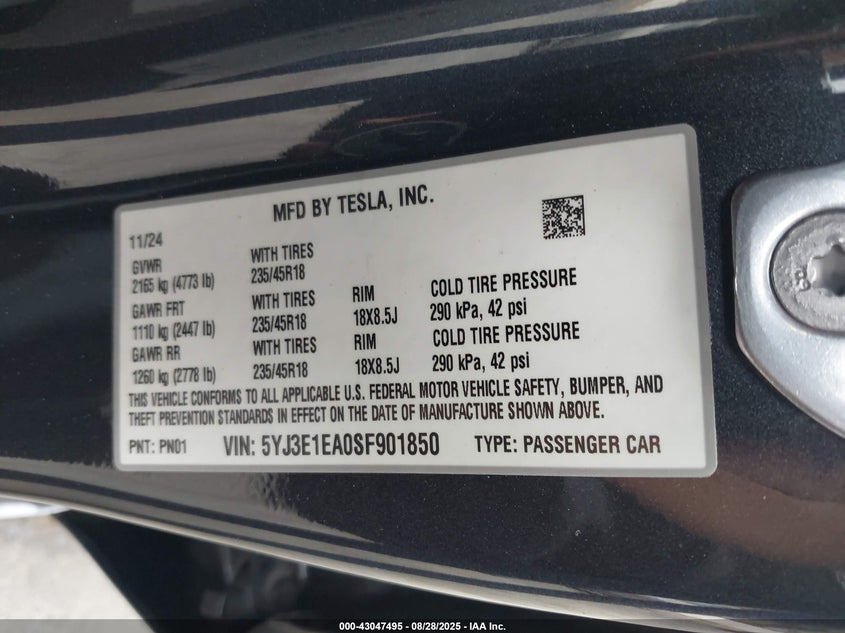 MFD BY TESLA, INC.
11/24
GVWR WITH TIRES
2165 kg (4773 lb) 235/45R18
GAWR FRT WITH TIRES RIM COLD TIRE PRESSURE
1110 kg (2447 lb) 235/45R18 18X8.5J 290 kPa, 42 psi
GAWR RR WITH TIRES RIM COLD TIRE PRESSURE
1260 kg (2778 lb) 235/45R18 18X8.5J 290 kPa, 42 psi
THIS VEHICLE CONFORMS TO ALL APPLICABLE U.S. FEDERAL MOTOR VEHICLE SAFETY, BUMPER, AND
THEFT PREVENTION STANDARDS IN EFFECT ON THE DATE OF MANUFACTURE SHOWN ABOVE.
PNT: PN01 VIN: 5YJ3E1EA0SF901850 TYPE: PASSENGER CAR
000-43047495 - 08/28/2025 - IAA Inc.